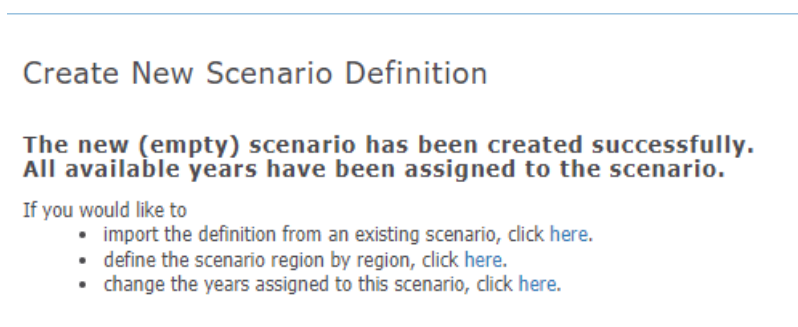 Create New Scenario Definition
The new (empty) scenario has been created successfully.
All available years have been assigned to the scenario.
If you would like to
• import the definition from an existing scenario, click here.
• define the scenario region by region, click here.
• change the years assigned to this scenario, click here.